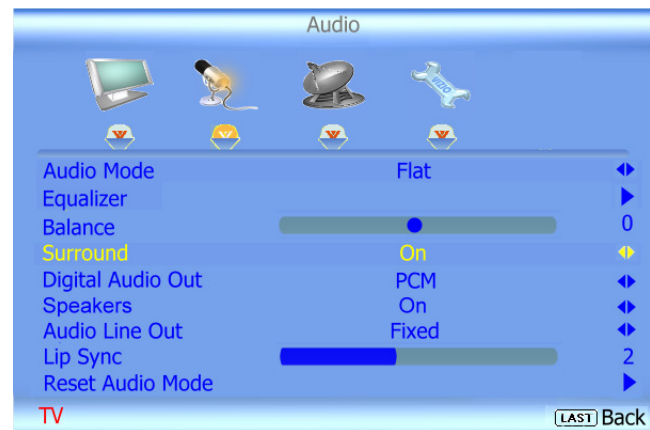 Audio
VIZIO
Audio Mode Flat
Equalizer
Balance 0
Surround On
Digital Audio Out PCM
Speakers On
Audio Line Out Fixed
Lip Sync 2
Reset Audio Mode
TV LAST Back